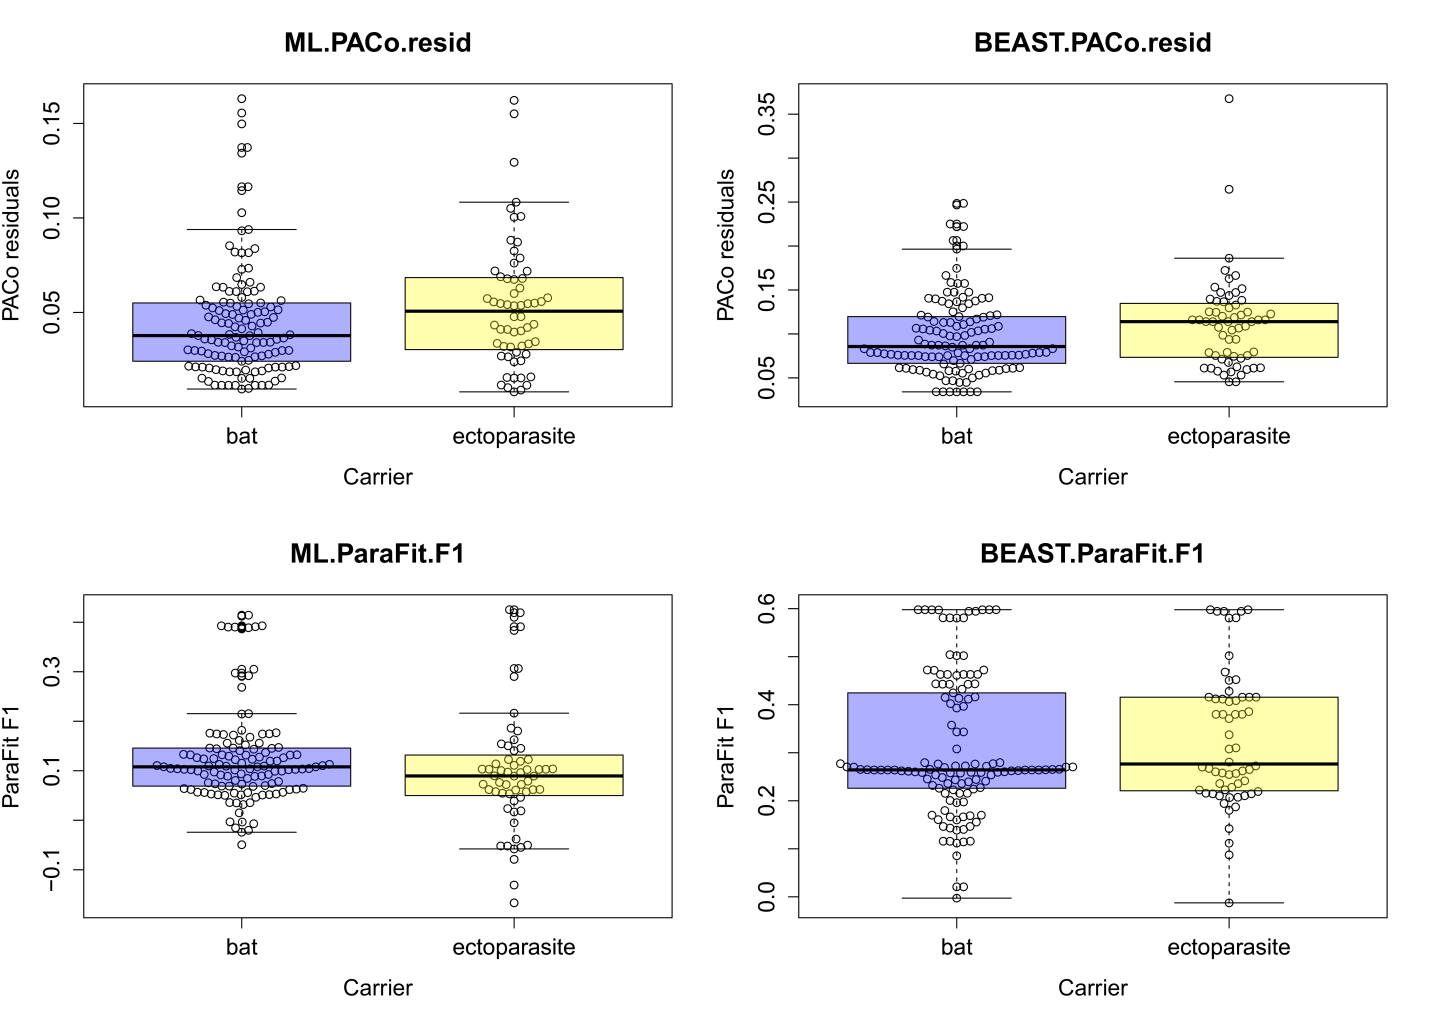 ML.PACo.resid
PACo residuals
0.15
0.10
0.05
bat
ectoparasite
Carrier
BEAST.PACo.resid
PACo residuals
0.35
0.25
0.15
0.05
bat
ectoparasite
Carrier
ML.ParaFit.F1
ParaFit F1
0.3
0.1
−0.1
bat
ectoparasite
Carrier
BEAST.ParaFit.F1
ParaFit F1
0.6
0.4
0.2
0.0
bat
ectoparasite
Carrier